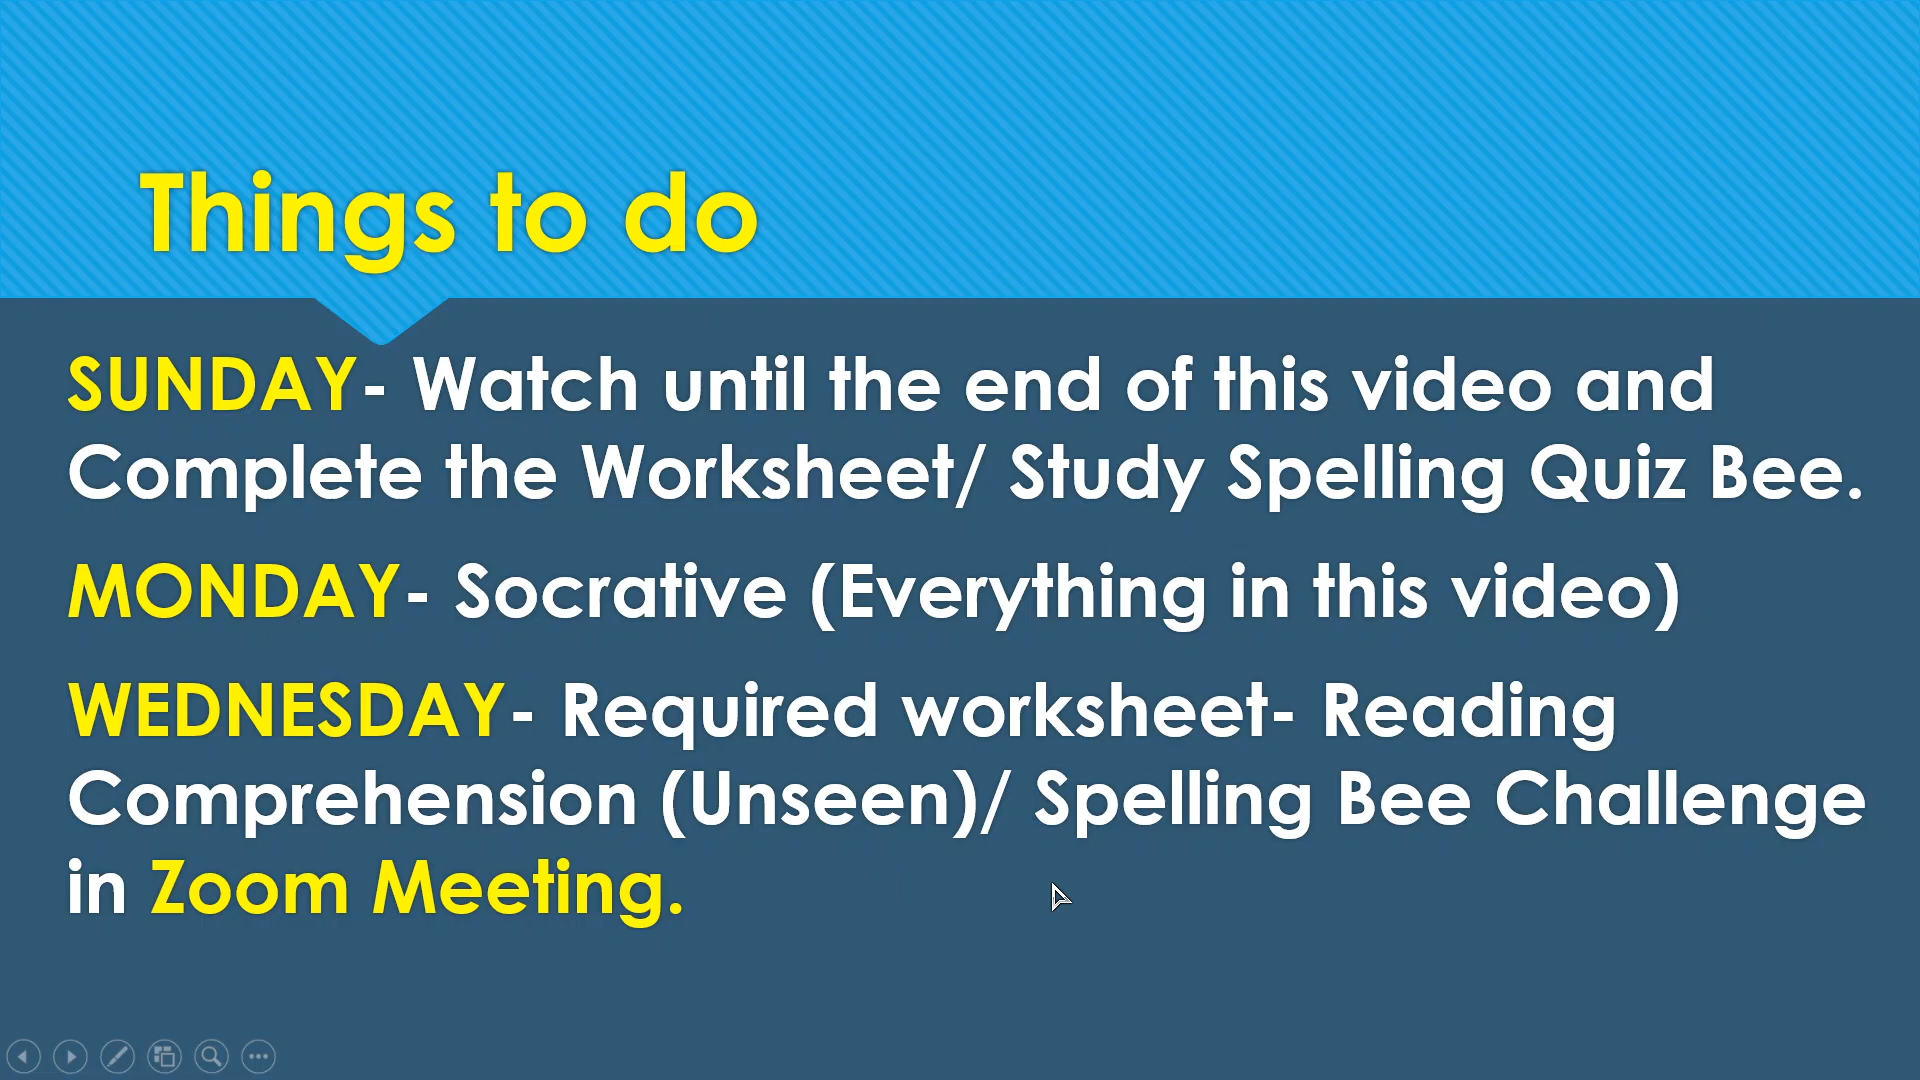 Things to do
SUNDAY- Watch until the end of this video and
Complete the Worksheet/ Study Spelling Quiz Bee.
MONDAY- Socrative (Everything in this video)
WEDNESDAY- Required worksheet- Reading
Comprehension (Unseen)/ Spelling Bee Challenge
in Zoom Meeting.